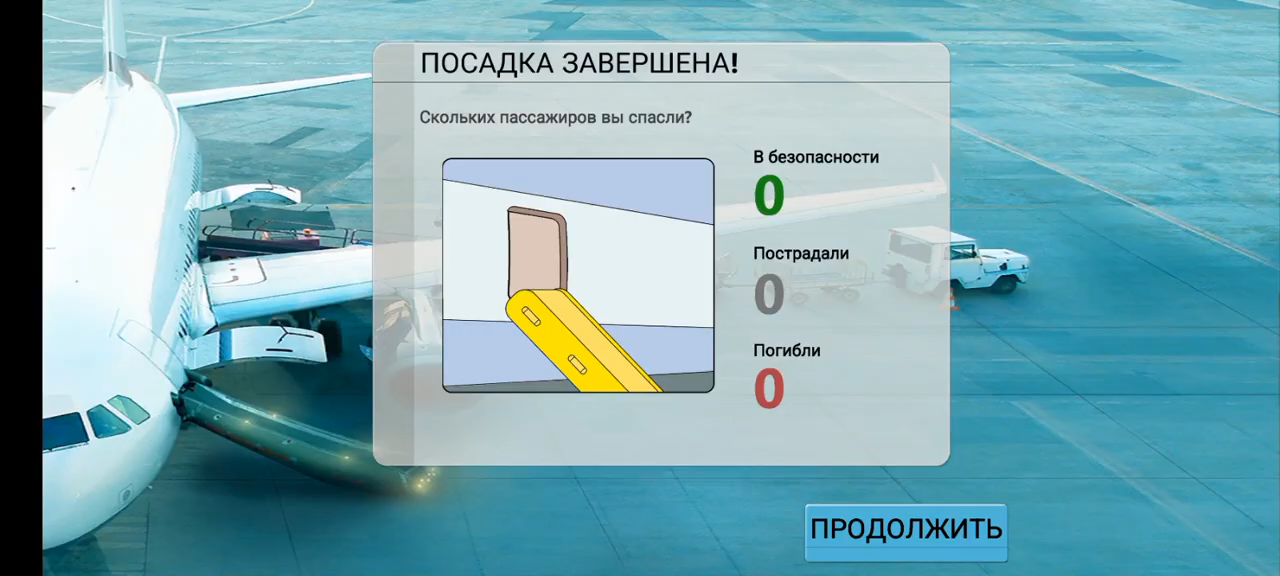 ПОСАДКА ЗАВЕРШЕНА!
Скольких пассажиров вы спасли?
В безопасности
0
Пострадали
0
Погибли
0
ПРОДОЛЖИТЬ